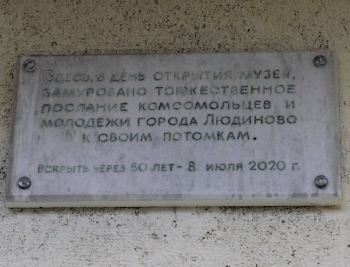 Здесь, в день открытия музея,
замуровано торжественное
послание комсомольцев и
молодежи города Людиново
к своим потомкам.
Вскрыть через 50 лет - 8 июля 2020 г.